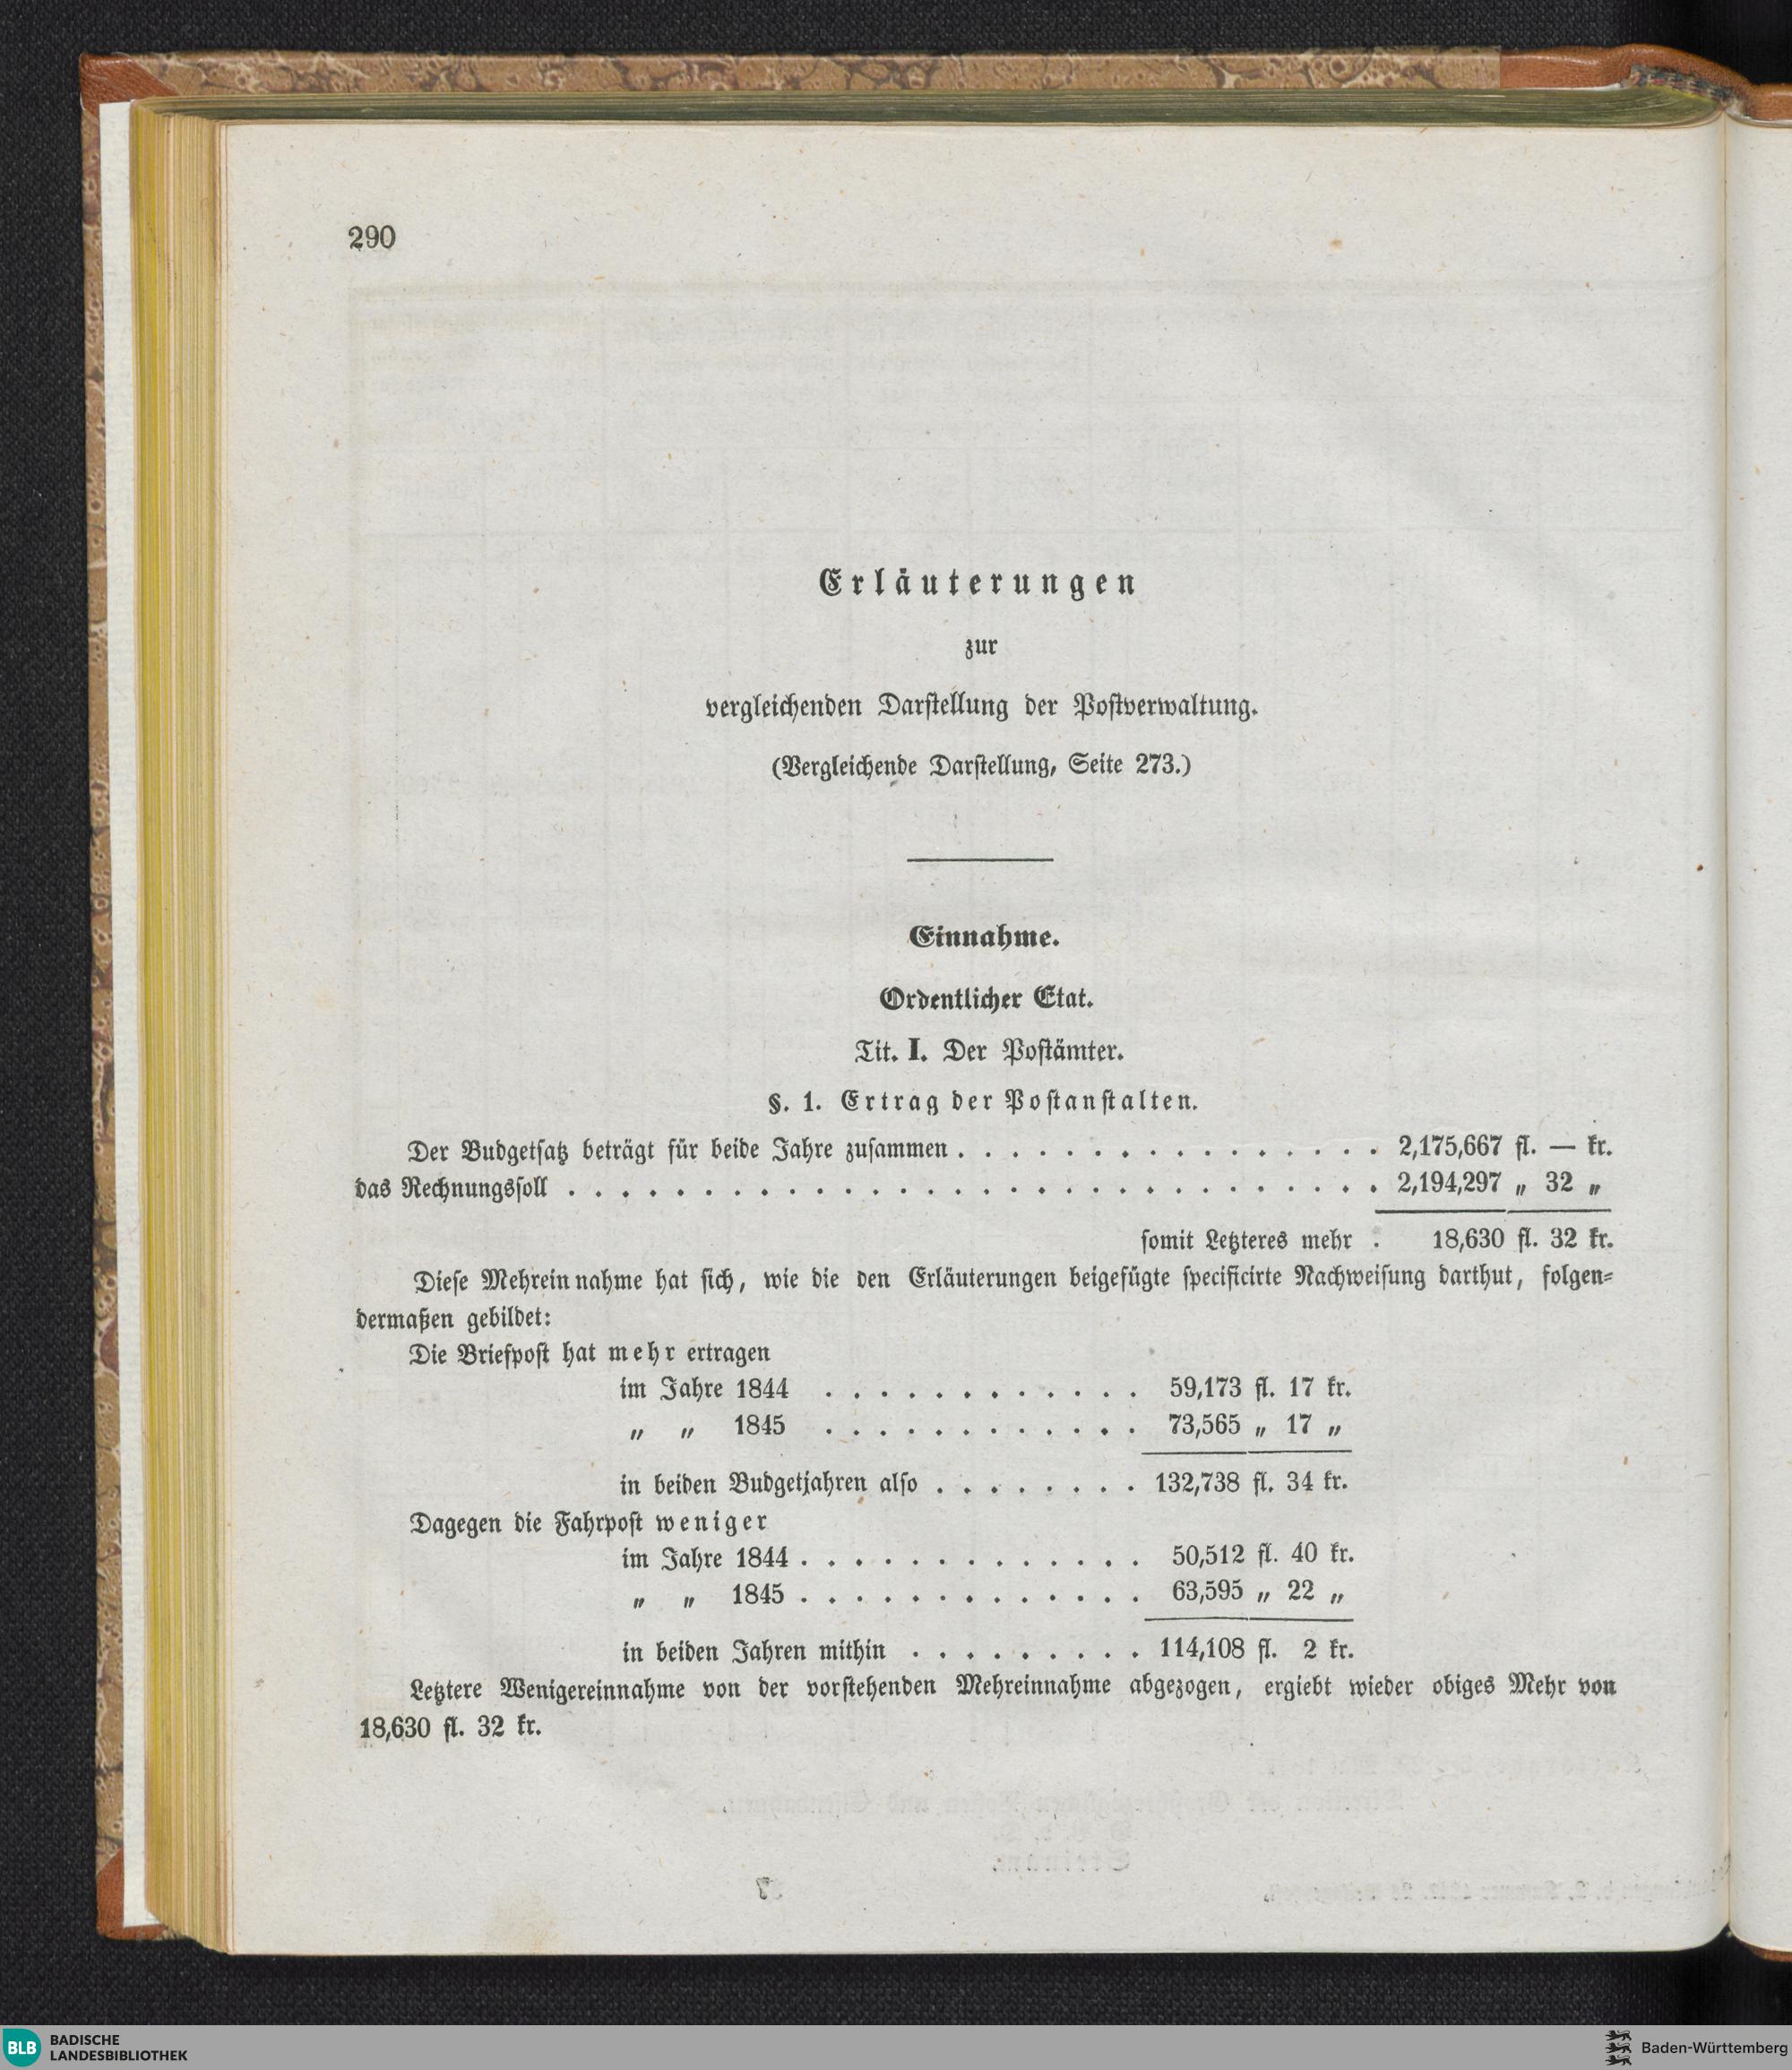 290
Erläuterungen
zur
vergleichenden Darstellung der Postverwaltung.
(Vergleichende Darstellung, Seite 273.)
Einnahme.
Ordentlicher Etat.
Tit. I. Der Postämter.
§. 1. Ertrag der Postanstalten.
Der Budgetsatz beträgt für beide Jahre zusammen . . . . . . . . . . . . . . . . 2,175,667 fl. — kr.
das Rechnungssoll . . . . . . . . . . . . . . . . . . . . . . . . . . . . . . 2,194,297 „ 32 „
somit Letzteres mehr . 18,630 fl. 32 kr.
Diese Mehreinnahme hat sich, wie die den Erläuterungen beigefügte specificirte Nachweisung darthut, folgen-
dermaßen gebildet:
Die Briefpost hat mehr ertragen
im Jahre 1844 . . . . . . . . . . . . 59,173 fl. 17 kr.
„ „ 1845 . . . . . . . . . . . . 73,565 „ 17 „
in beiden Budgetjahren also . . . . . . . . 132,738 fl. 34 kr.
Dagegen die Fahrpost weniger
im Jahre 1844 . . . . . . . . . . . . . 50,512 fl. 40 kr.
„ „ 1845 . . . . . . . . . . . . . 63,595 „ 22 „
in beiden Jahren mithin . . . . . . . . . 114,108 fl. 2 kr.
Letztere Wenigereinnahme von der vorstehenden Mehreinnahme abgezogen, ergiebt wieder obiges Mehr von
18,630 fl. 32 kr.
BLB BADISCHE
LANDESBIBLIOTHEK
Baden-Württemberg